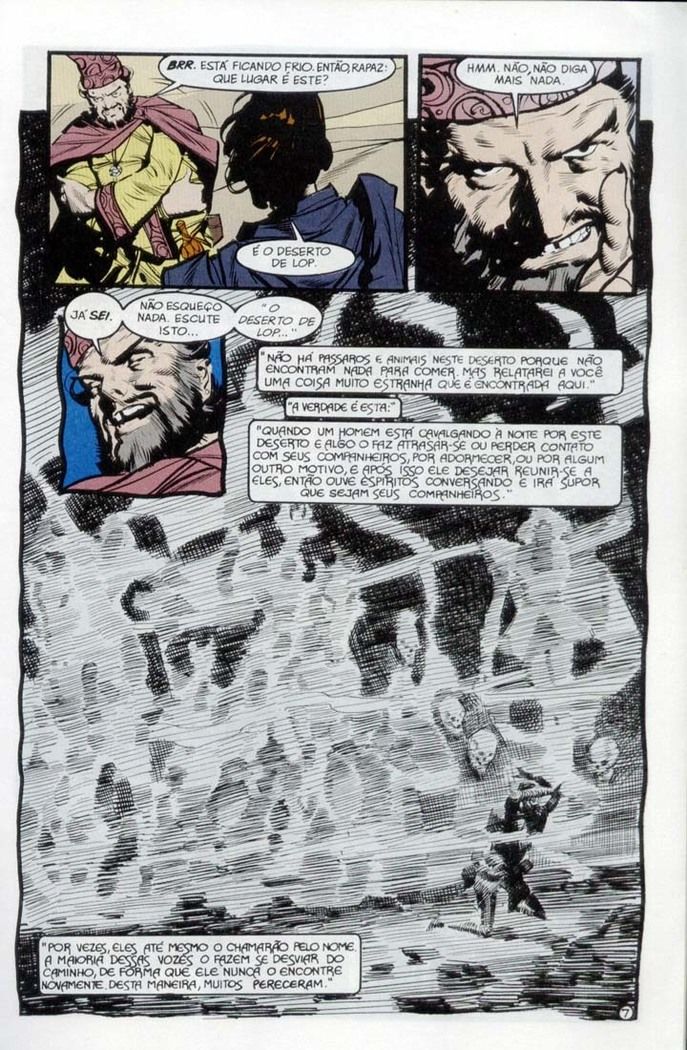 BRR. ESTÁ FICANDO FRIO. ENTÃO, RAPAZ:
QUE LUGAR É ESTE?
É O DESERTO
DE LOP.
HMM. NÃO, NÃO DIGA
MAIS NADA.
JÁ SEI.
NÃO ESQUEÇO
NADA. ESCUTE
ISTO...
"O
DESERTO DE
LOP..."
"NÃO HÁ PASSAROS E ANIMAIS NESTE DESERTO PORQUE NÃO
ENCONTRAM NADA PARA COMER. MAS RELATAREI A VOCÊ
UMA COISA MUITO ESTRANHA QUE É ENCONTRADA AQUI."
"A VERDADE É ESTA:"
"QUANDO UM HOMEM ESTÁ CAVALGANDO À NOITE POR ESTE
DESERTO E ALGO O FAZ ATRASAR-SE OU PERDER CONTATO
COM SEUS COMPANHEIROS, POR ADORMECER, OU POR ALGUM
OUTRO MOTIVO, E APÓS ISSO ELE DESEJAR REUNIR-SE A
ELES, ENTÃO OUVE ESPÍRITOS CONVERSANDO E IRÁ SUPOR
QUE SEJAM SEUS COMPANHEIROS."
"POR VEZES, ELES ATÉ MESMO O CHAMARÃO PELO NOME.
A MAIORIA DESSAS VOZES O FAZEM SE DESVIAR DO
CAMINHO, DE FORMA QUE ELE NUNCA O ENCONTRE
NOVAMENTE. DESTA MANEIRA, MUITOS PERECERAM."
7